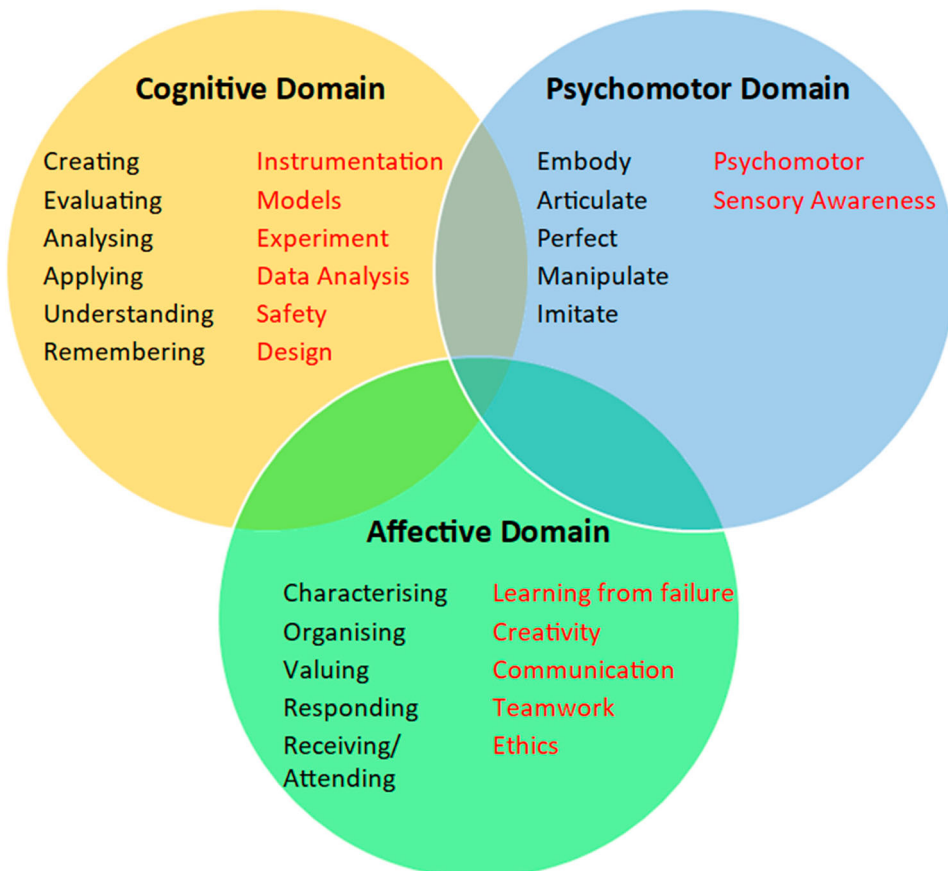 Cognitive Domain
Creating
Evaluating
Analysing
Applying
Understanding
Remembering
Instrumentation
Models
Experiment
Data Analysis
Safety
Design
Psychomotor Domain
Embody
Articulate
Perfect
Manipulate
Imitate
Psychomotor
Sensory Awareness
Affective Domain
Characterising
Organising
Valuing
Responding
Receiving/
Attending
Learning from failure
Creativity
Communication
Teamwork
Ethics